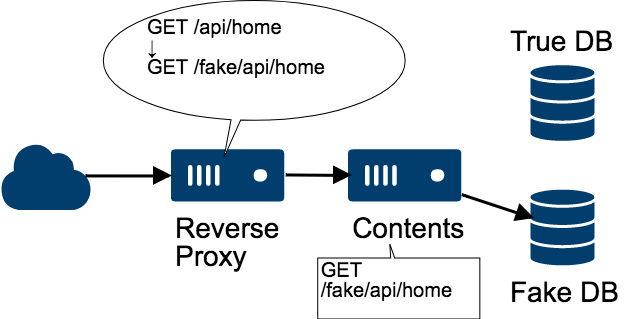 GET /api/home
↓
GET /fake/api/home
True DB
Reverse
Proxy
Contents
GET
/fake/api/home
Fake DB